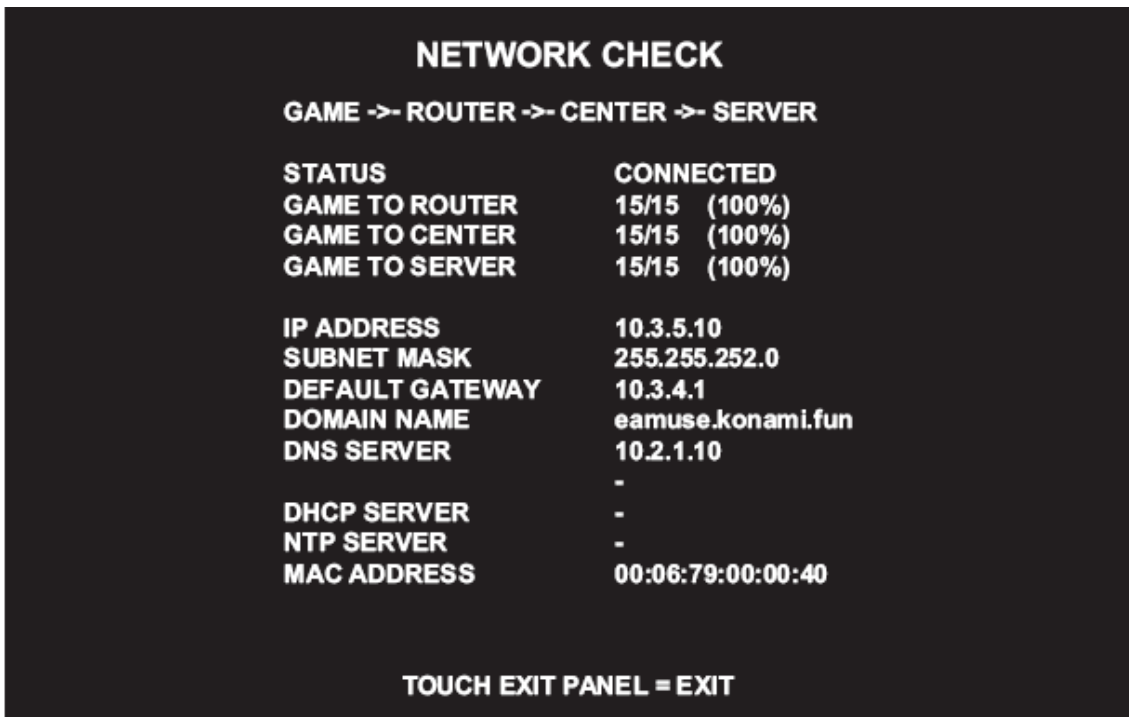 NETWORK CHECK
GAME ->- ROUTER ->- CENTER ->- SERVER
STATUS CONNECTED
GAME TO ROUTER 15/15 (100%)
GAME TO CENTER 15/15 (100%)
GAME TO SERVER 15/15 (100%)
IP ADDRESS 10.3.5.10
SUBNET MASK 255.255.252.0
DEFAULT GATEWAY 10.3.4.1
DOMAIN NAME eamuse.konami.fun
DNS SERVER 10.2.1.10
-
DHCP SERVER -
NTP SERVER -
MAC ADDRESS 00:06:79:00:00:40
TOUCH EXIT PANEL = EXIT